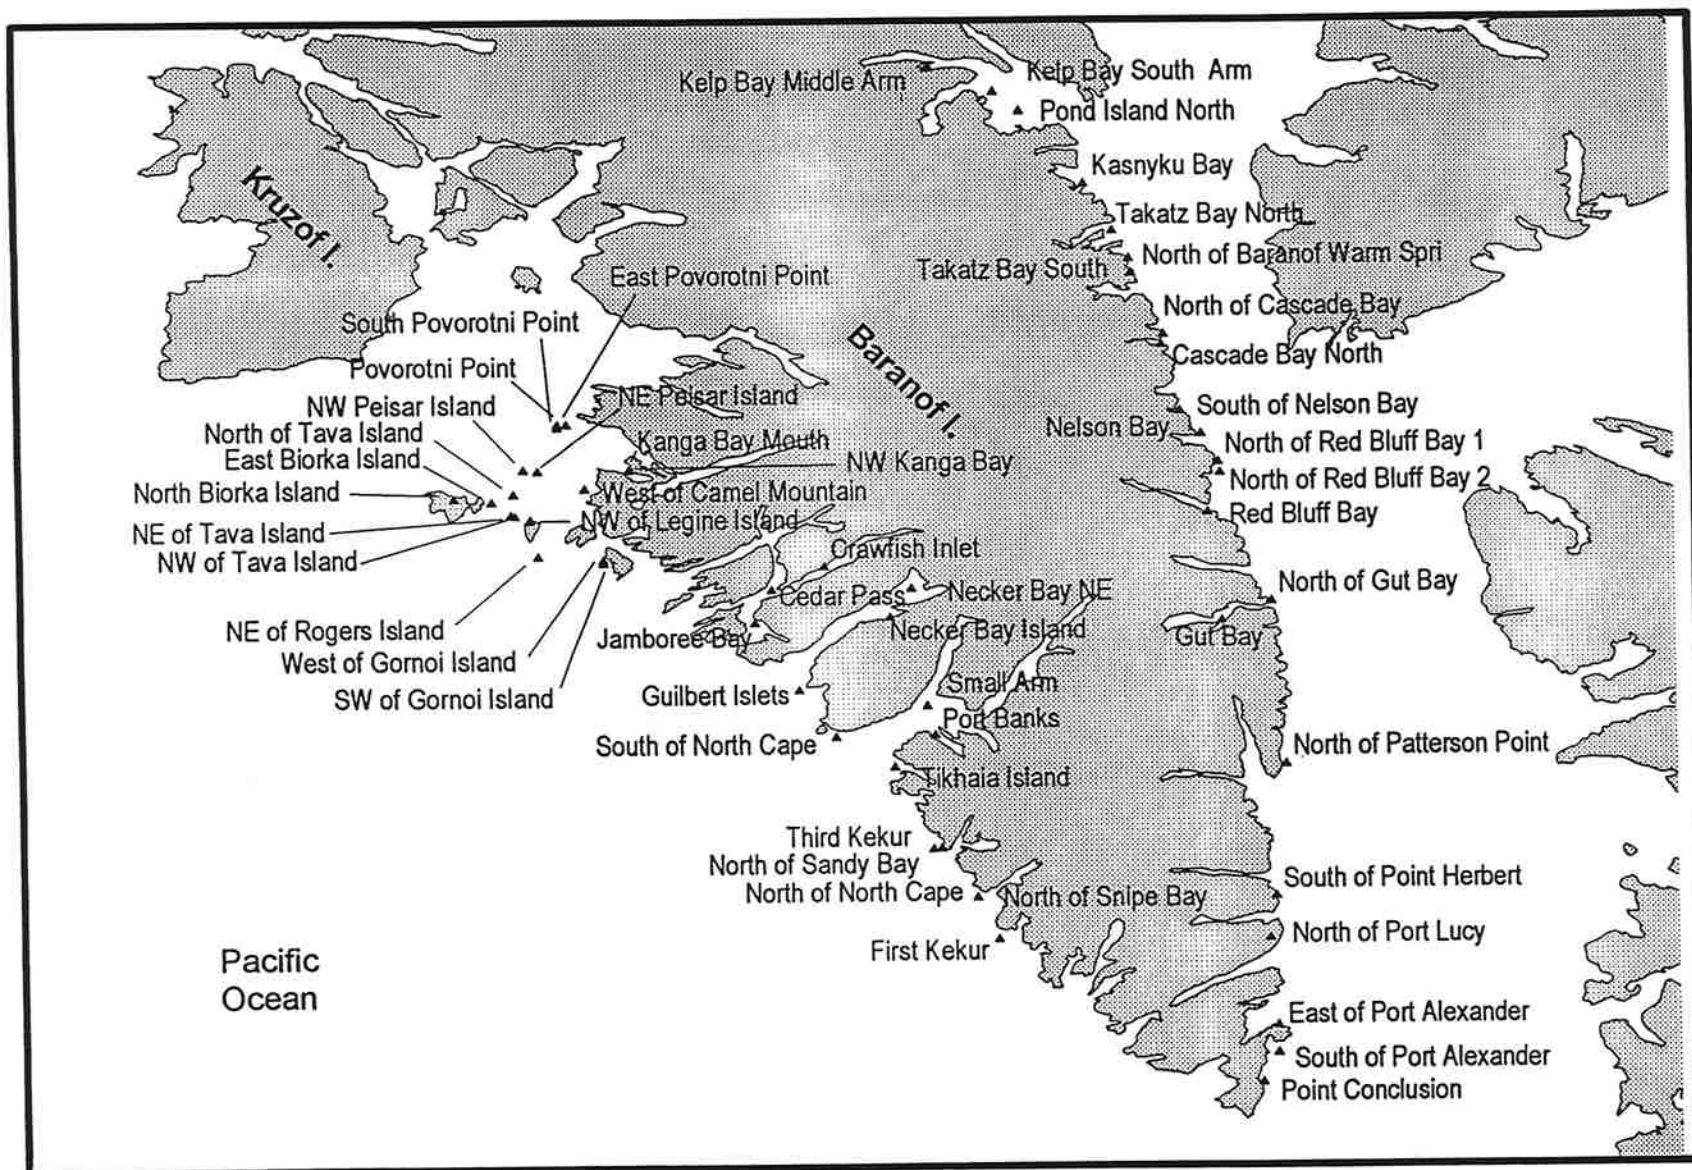 Kelp Bay Middle Arm
Kelp Bay South Arm
Pond Island North
Kasnyku Bay
Kruzof I.
Takatz Bay North
North of Baranof Warm Spri
Takatz Bay South
East Povorotni Point
North of Cascade Bay
South Povorotni Point
Baranof I.
Cascade Bay North
Povorotni Point
NE Peisar Island
NW Peisar Island
South of Nelson Bay
Nelson Bay
North of Tava Island
Kanga Bay Mouth
North of Red Bluff Bay 1
East Biorka Island
NW Kanga Bay
North of Red Bluff Bay 2
North Biorka Island
West of Camel Mountain
Red Bluff Bay
NE of Tava Island
NW of Legine Island
NW of Tava Island
Crawfish Inlet
North of Gut Bay
Cedar Pass
Necker Bay NE
NE of Rogers Island
Jamboree Bay
Necker Bay Island
Gut Bay
West of Gornoi Island
SW of Gornoi Island
Guilbert Islets
Small Arm
Port Banks
South of North Cape
North of Patterson Point
Tikhaia Island
Third Kekur
North of Sandy Bay
North of North Cape
North of Snipe Bay
South of Point Herbert
First Kekur
North of Port Lucy
Pacific
Ocean
East of Port Alexander
South of Port Alexander
Point Conclusion